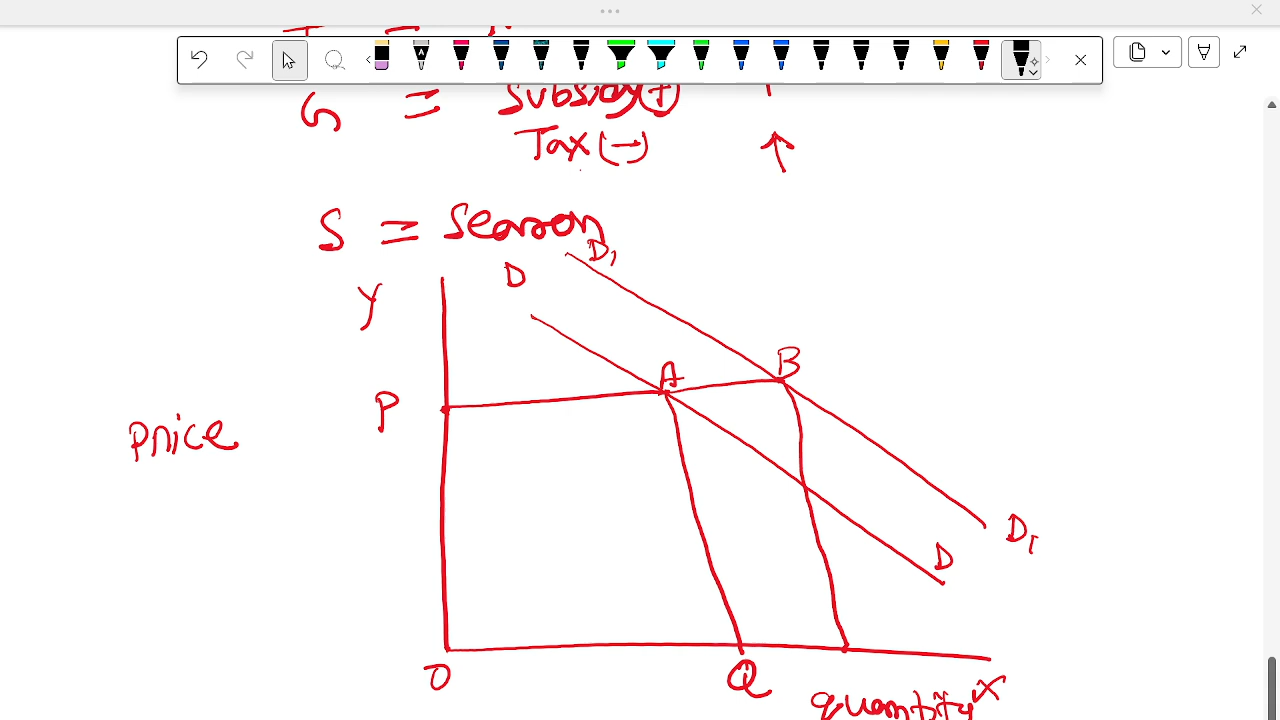 G = Subsidy(+)
Tax(-) ↑
S = Season
D D₁
Y
A B
P
Price
D₁
D
O Q
quantity X